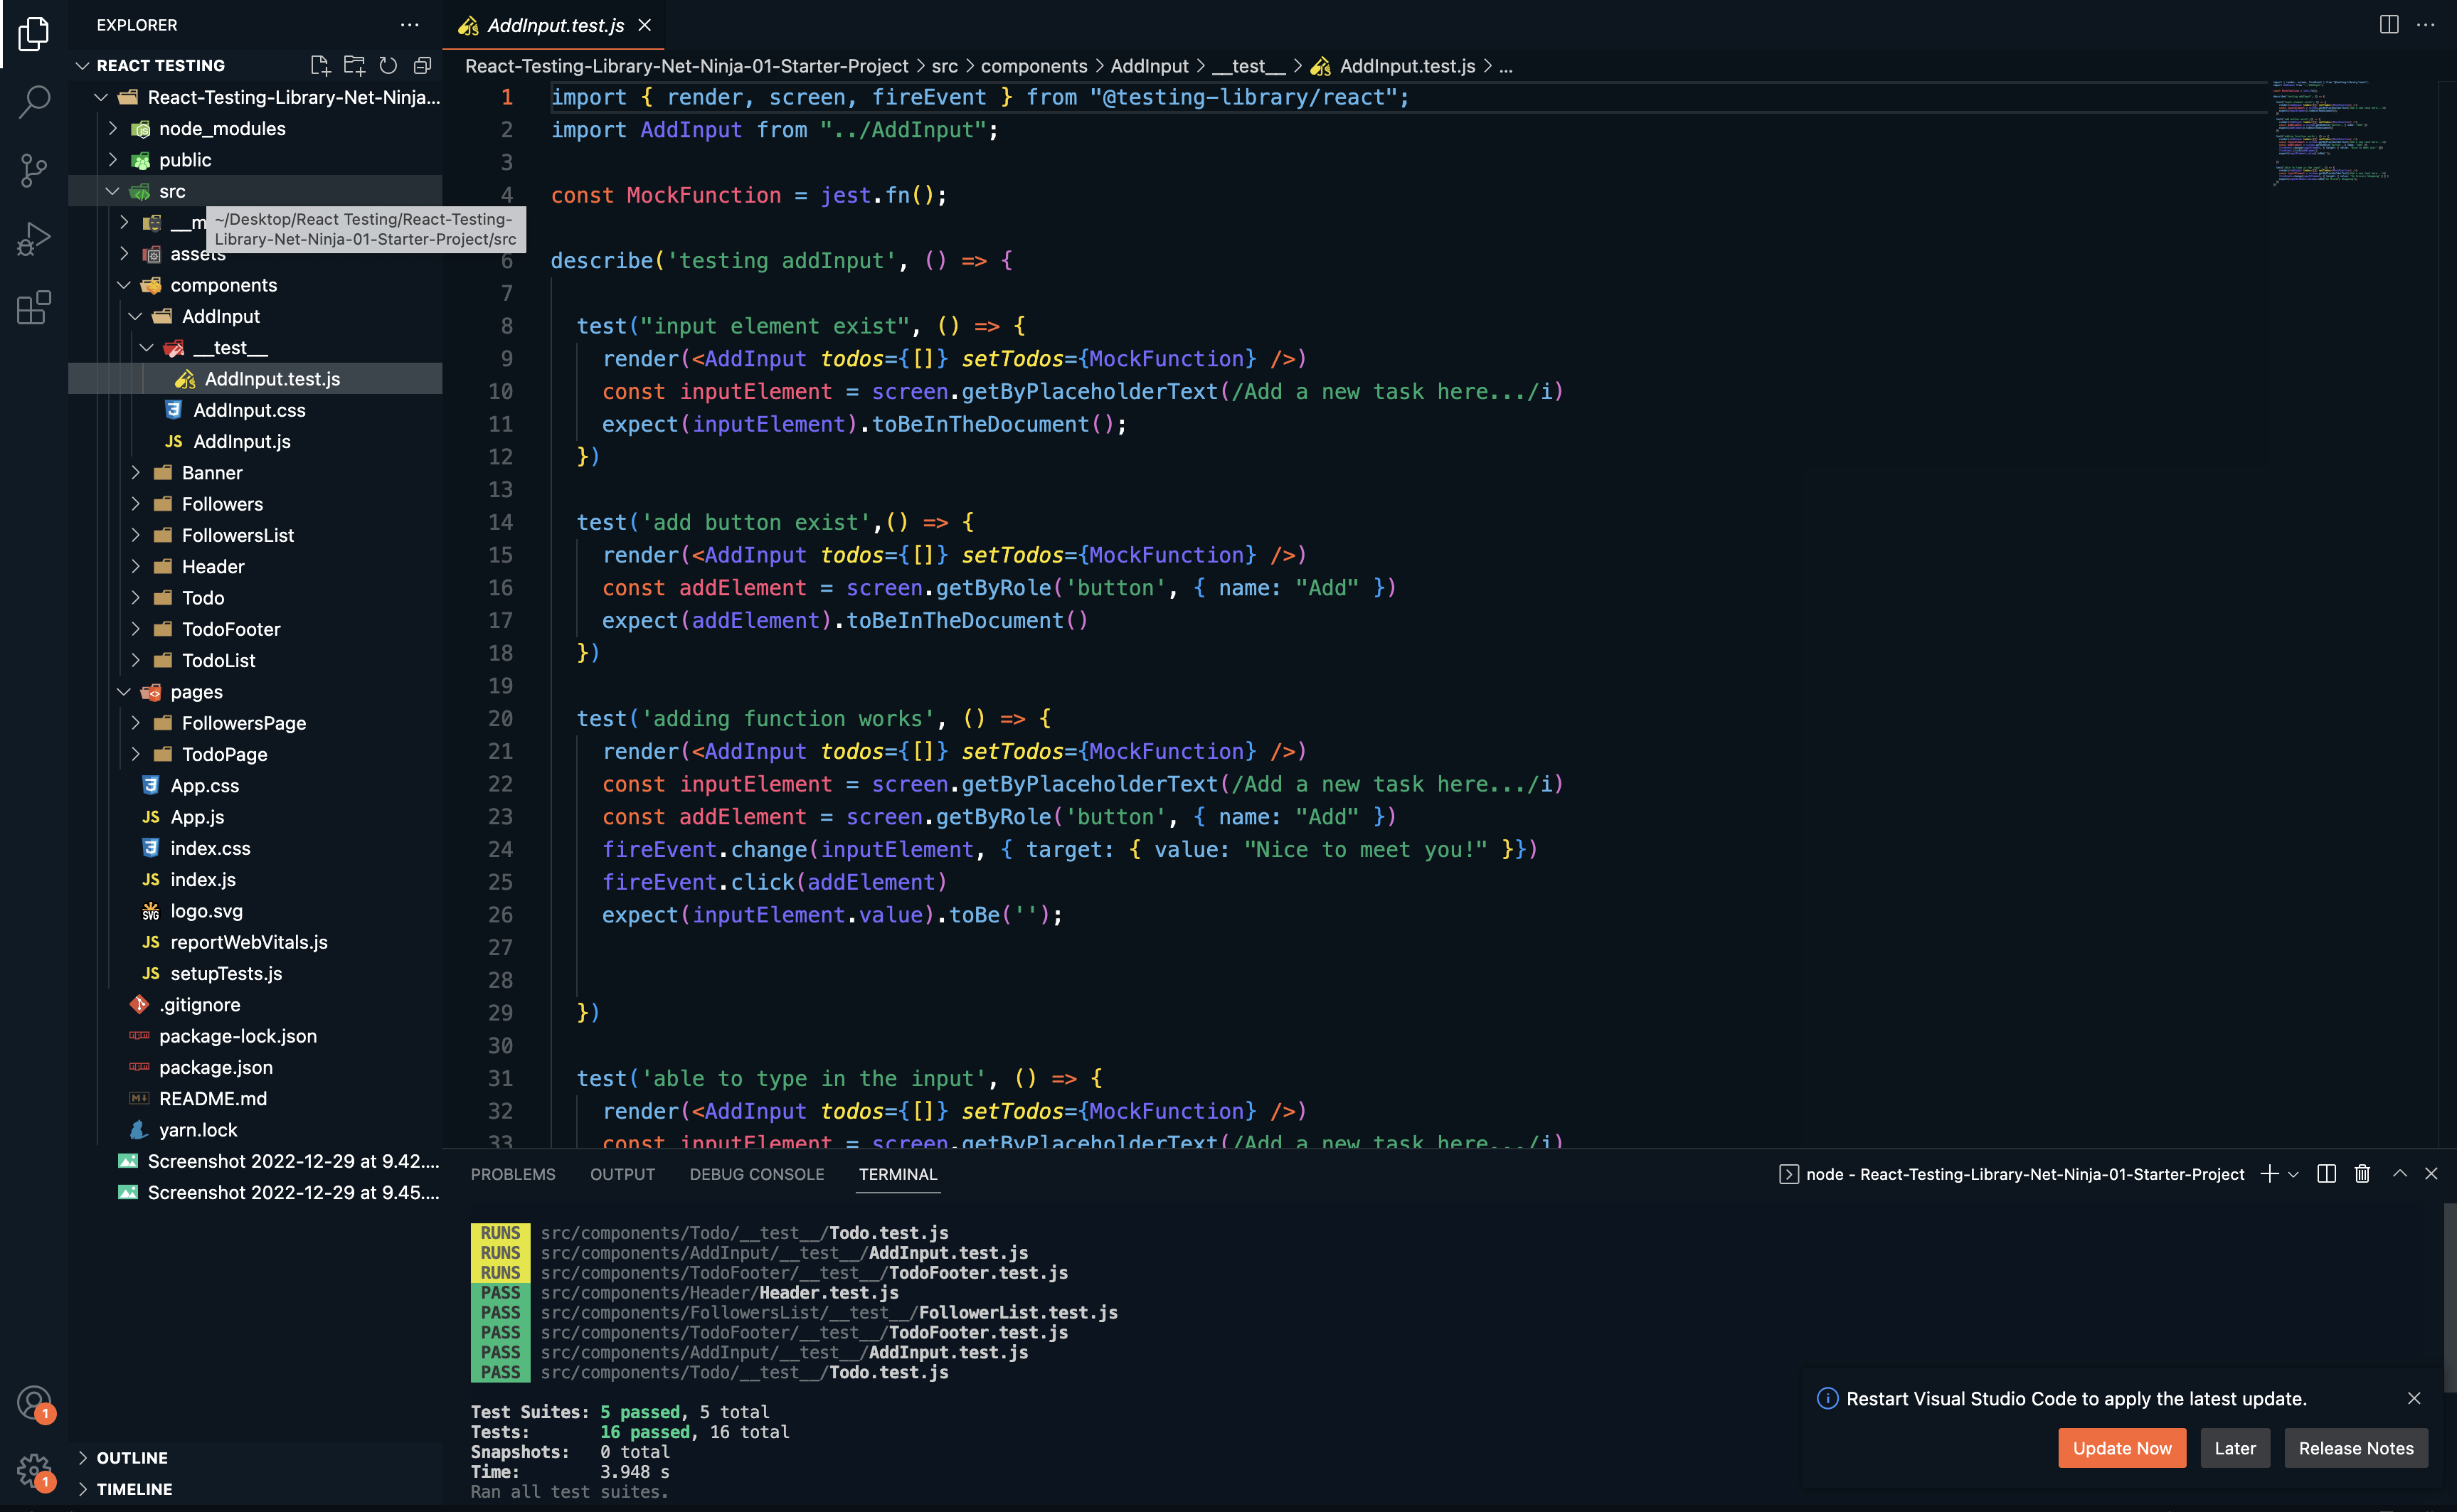 EXPLORER
REACT TESTING
React-Testing-Library-Net-Ninja...
node_modules
public
src
~/Desktop/React Testing/React-Testing-
Library-Net-Ninja-01-Starter-Project/src
__m
assets
components
AddInput
__test__
AddInput.test.js
AddInput.css
JS AddInput.js
Banner
Followers
FollowersList
Header
Todo
TodoFooter
TodoList
pages
FollowersPage
TodoPage
App.css
JS App.js
index.css
JS index.js
SVG logo.svg
JS reportWebVitals.js
JS setupTests.js
.gitignore
package-lock.json
package.json
README.md
yarn.lock
Screenshot 2022-12-29 at 9.42....
Screenshot 2022-12-29 at 9.45....
OUTLINE
TIMELINE
1
1
AddInput.test.js
React-Testing-Library-Net-Ninja-01-Starter-Project > src > components > AddInput > __test__ > AddInput.test.js > ...
1 import { render, screen, fireEvent } from "@testing-library/react";
2 import AddInput from "../AddInput";
3
4 const MockFunction = jest.fn();
6 describe('testing addInput', () => {
7
8 test("input element exist", () => {
9 render(<AddInput todos={[]} setTodos={MockFunction} />)
10 const inputElement = screen.getByPlaceholderText(/Add a new task here.../i)
11 expect(inputElement).toBeInTheDocument();
12 })
13
14 test('add button exist',() => {
15 render(<AddInput todos={[]} setTodos={MockFunction} />)
16 const addElement = screen.getByRole('button', { name: "Add" })
17 expect(addElement).toBeInTheDocument()
18 })
19
20 test('adding function works', () => {
21 render(<AddInput todos={[]} setTodos={MockFunction} />)
22 const inputElement = screen.getByPlaceholderText(/Add a new task here.../i)
23 const addElement = screen.getByRole('button', { name: "Add" })
24 fireEvent.change(inputElement, { target: { value: "Nice to meet you!" }})
25 fireEvent.click(addElement)
26 expect(inputElement.value).toBe('');
27
28
29 })
30
31 test('able to type in the input', () => {
32 render(<AddInput todos={[]} setTodos={MockFunction} />)
33 const inputElement = screen.getByPlaceholderText(/Add a new task here.../i)
PROBLEMS OUTPUT DEBUG CONSOLE TERMINAL
node - React-Testing-Library-Net-Ninja-01-Starter-Project
RUNS src/components/Todo/__test__/Todo.test.js
RUNS src/components/AddInput/__test__/AddInput.test.js
RUNS src/components/TodoFooter/__test__/TodoFooter.test.js
PASS src/components/Header/Header.test.js
PASS src/components/FollowersList/__test__/FollowerList.test.js
PASS src/components/TodoFooter/__test__/TodoFooter.test.js
PASS src/components/AddInput/__test__/AddInput.test.js
PASS src/components/Todo/__test__/Todo.test.js
Test Suites: 5 passed, 5 total
Tests: 16 passed, 16 total
Snapshots: 0 total
Time: 3.948 s
Ran all test suites.
Restart Visual Studio Code to apply the latest update.
Update Now Later Release Notes